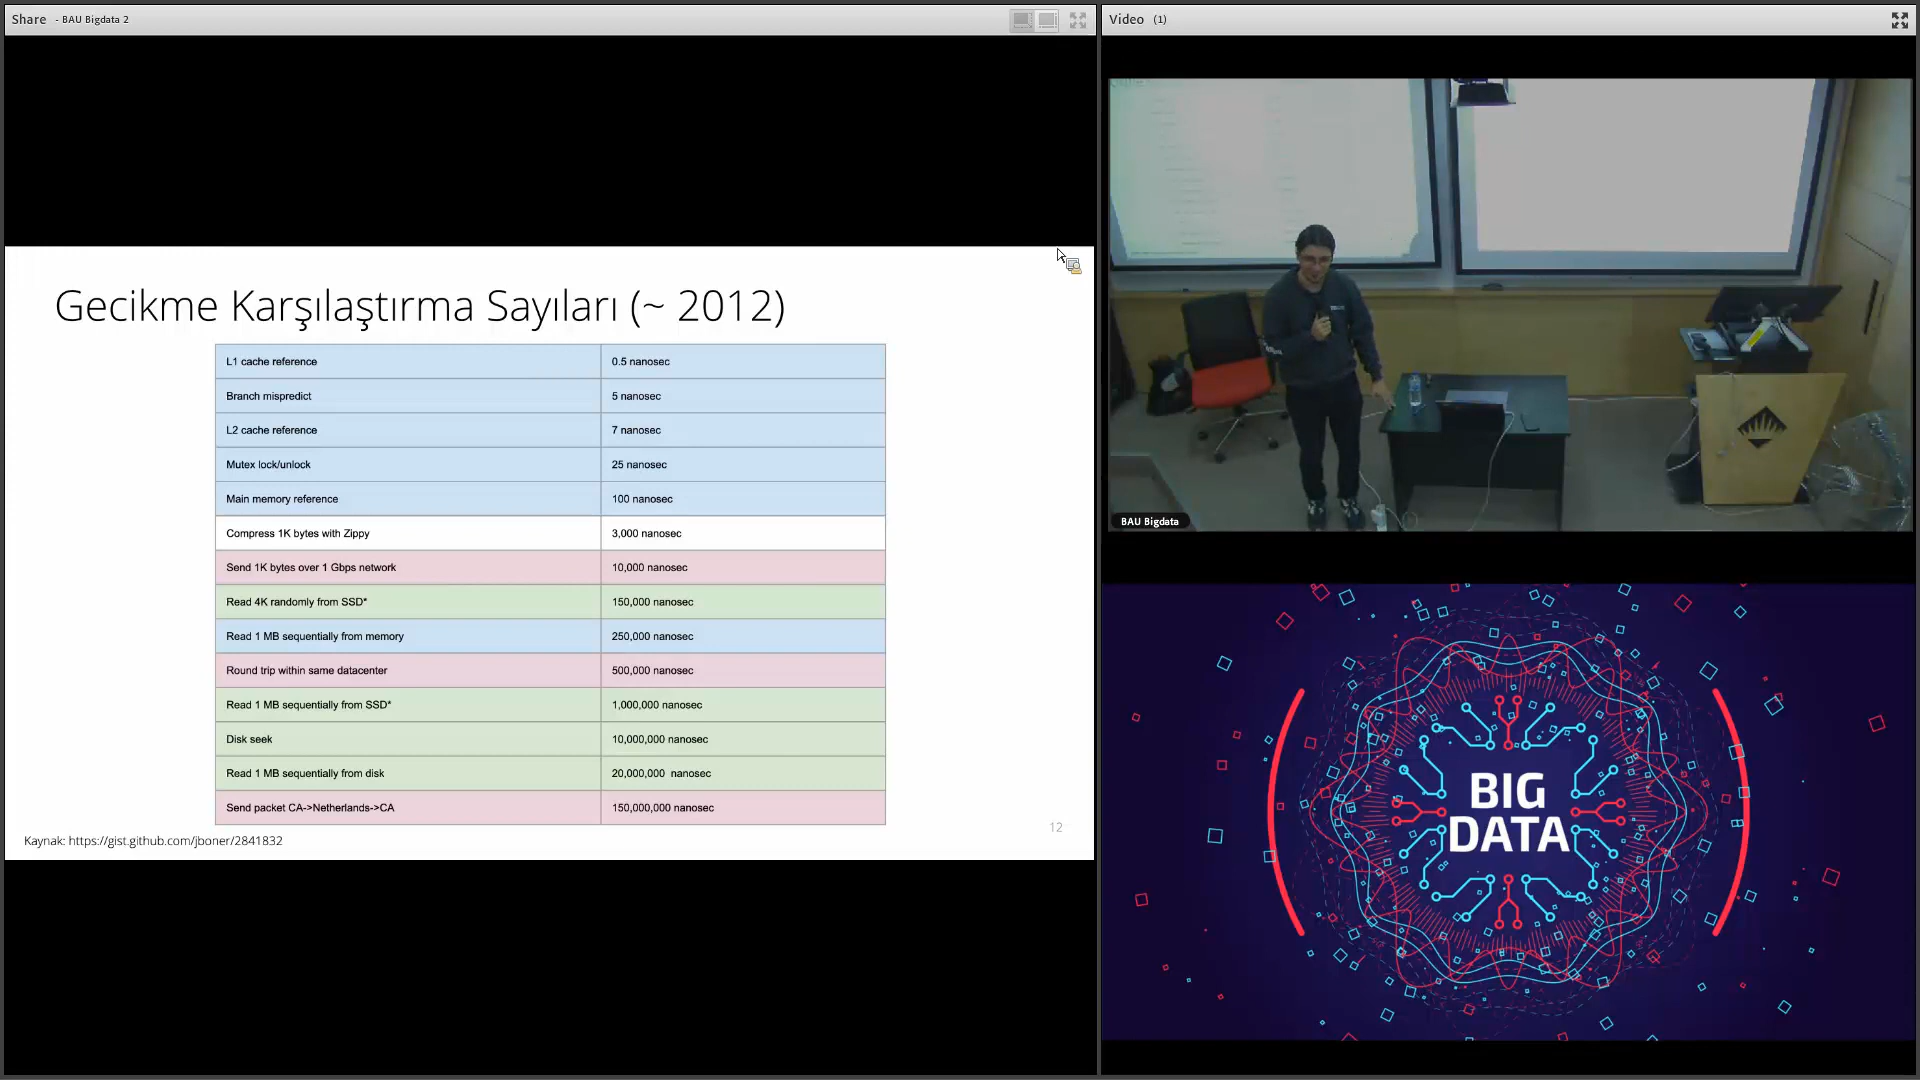 Share - BAU Bigdata 2
Video (1)
Gecikme Karşılaştırma Sayıları (~ 2012)
L1 cache reference 0.5 nanosec
Branch mispredict 5 nanosec
L2 cache reference 7 nanosec
Mutex lock/unlock 25 nanosec
Main memory reference 100 nanosec
Compress 1K bytes with Zippy 3,000 nanosec
Send 1K bytes over 1 Gbps network 10,000 nanosec
Read 4K randomly from SSD* 150,000 nanosec
Read 1 MB sequentially from memory 250,000 nanosec
Round trip within same datacenter 500,000 nanosec
Read 1 MB sequentially from SSD* 1,000,000 nanosec
Disk seek 10,000,000 nanosec
Read 1 MB sequentially from disk 20,000,000 nanosec
Send packet CA->Netherlands->CA 150,000,000 nanosec
12
Kaynak: https://gist.github.com/jboner/2841832
BAU Bigdata
BIG
DATA